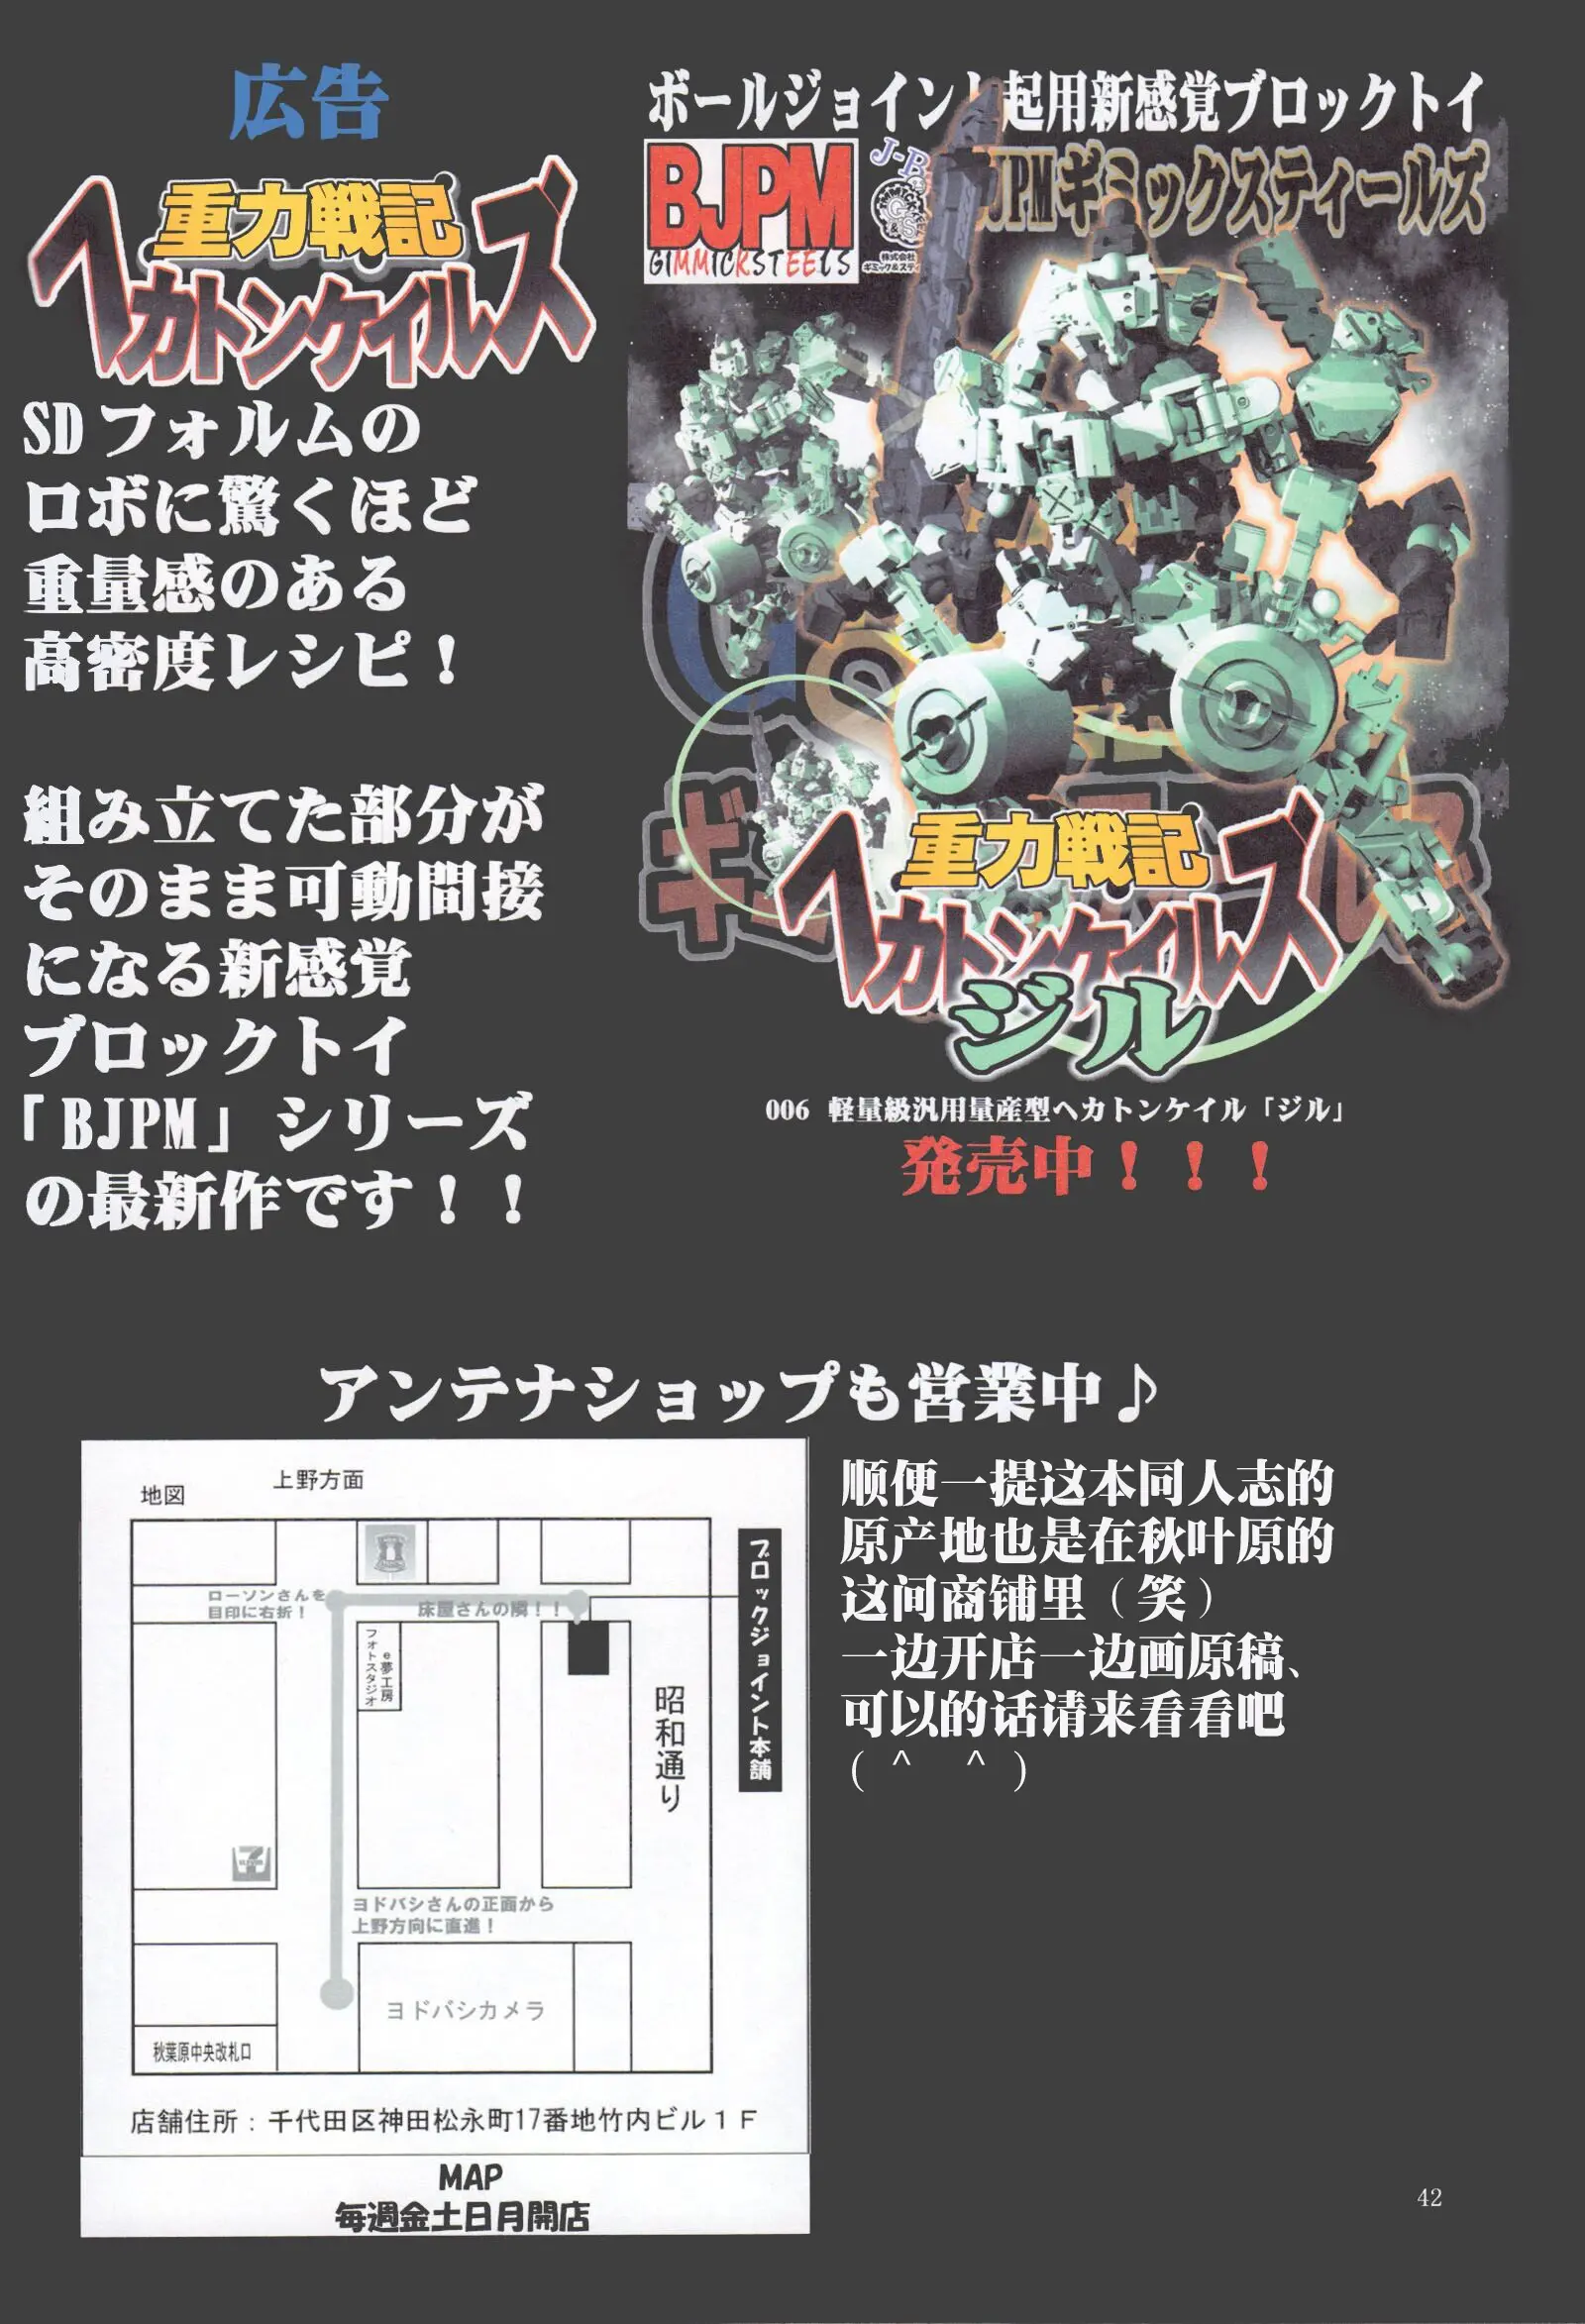 広告
重力戦記
ヘカトンケイルズ
SDフォルムの
ロボに驚くほど
重量感のある
高密度レシピ！
組み立てた部分が
そのまま可動間接
になる新感覚
ブロックトイ
「BJPM」シリーズ
の最新作です！！
ボールジョイント起用新感覚ブロックトイ
BJPM
GIMMICKSTEELS
J-B
G&S
株式会社
JPMギミックスティールズ
重力戦記
ヘカトンケイルズ
ジル
006 軽量級汎用量産型ヘカトンケイル「ジル」
発売中！！！
アンテナショップも営業中♪
地図
上野方面
ローソンさんを
目印に右折！
床屋さんの隣！！
フォトスタジオ
e夢工房
昭和通り
ブロックジョイント本舗
ヨドバシさんの正面から
上野方向に直進！
ヨドバシカメラ
秋葉原中央改札口
店舗住所：千代田区神田松永町17番地竹内ビル１Ｆ
MAP
毎週金土日月開店
顺便一提这本同人志的
原产地也是在秋叶原的
这间商铺里（笑）
一边开店一边画原稿、
可以的话请来看看吧
（＾　＾）
42